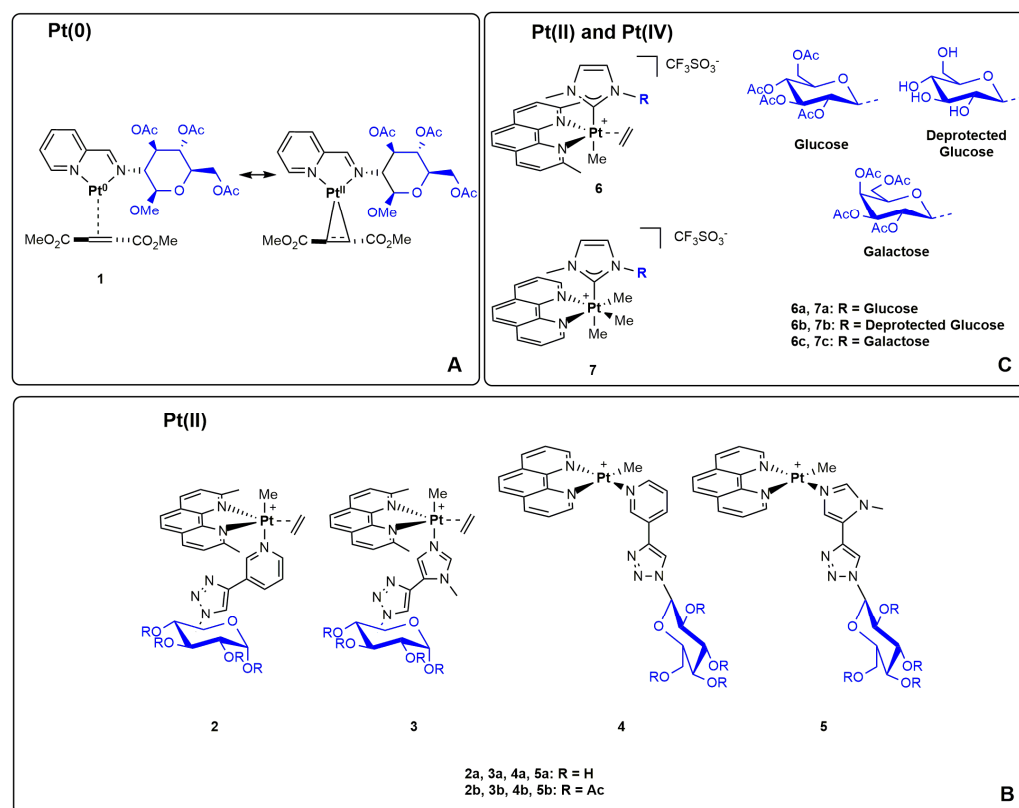 Pt(0)
OAc OAc
N N
O OAc
Pt⁰ OMe
MeO₂C CO₂Me
1
OAc OAc
N N
O OAc
Ptᴵᴵ OMe
MeO₂C CO₂Me
A
Pt(II) and Pt(IV)
CF₃SO₃⁻
N N
R
N
+
Pt
N
Me
6
CF₃SO₃⁻
N N
R
N + Me
Pt
N Me
Me
7
OAc
AcO O
AcO
OAc
Glucose
OH
HO O
HO
OH
Deprotected
Glucose
OAc OAc
O
AcO
OAc
Galactose
6a, 7a: R = Glucose
6b, 7b: R = Deprotected Glucose
6c, 7c: R = Galactose
C
Pt(II)
Me
N +
Pt
N
N
N
N
N
RO O
RO
OR
OR
2
Me
N +
Pt
N
N
N
N
N
N
RO O
RO
OR
OR
3
+
N Pt Me
N N
N
N=N
OR
O
RO OR
OR
4
+
N Pt Me
N N
N
N
N=N
OR
O
RO OR
OR
5
2a, 3a, 4a, 5a: R = H
2b, 3b, 4b, 5b: R = Ac
B